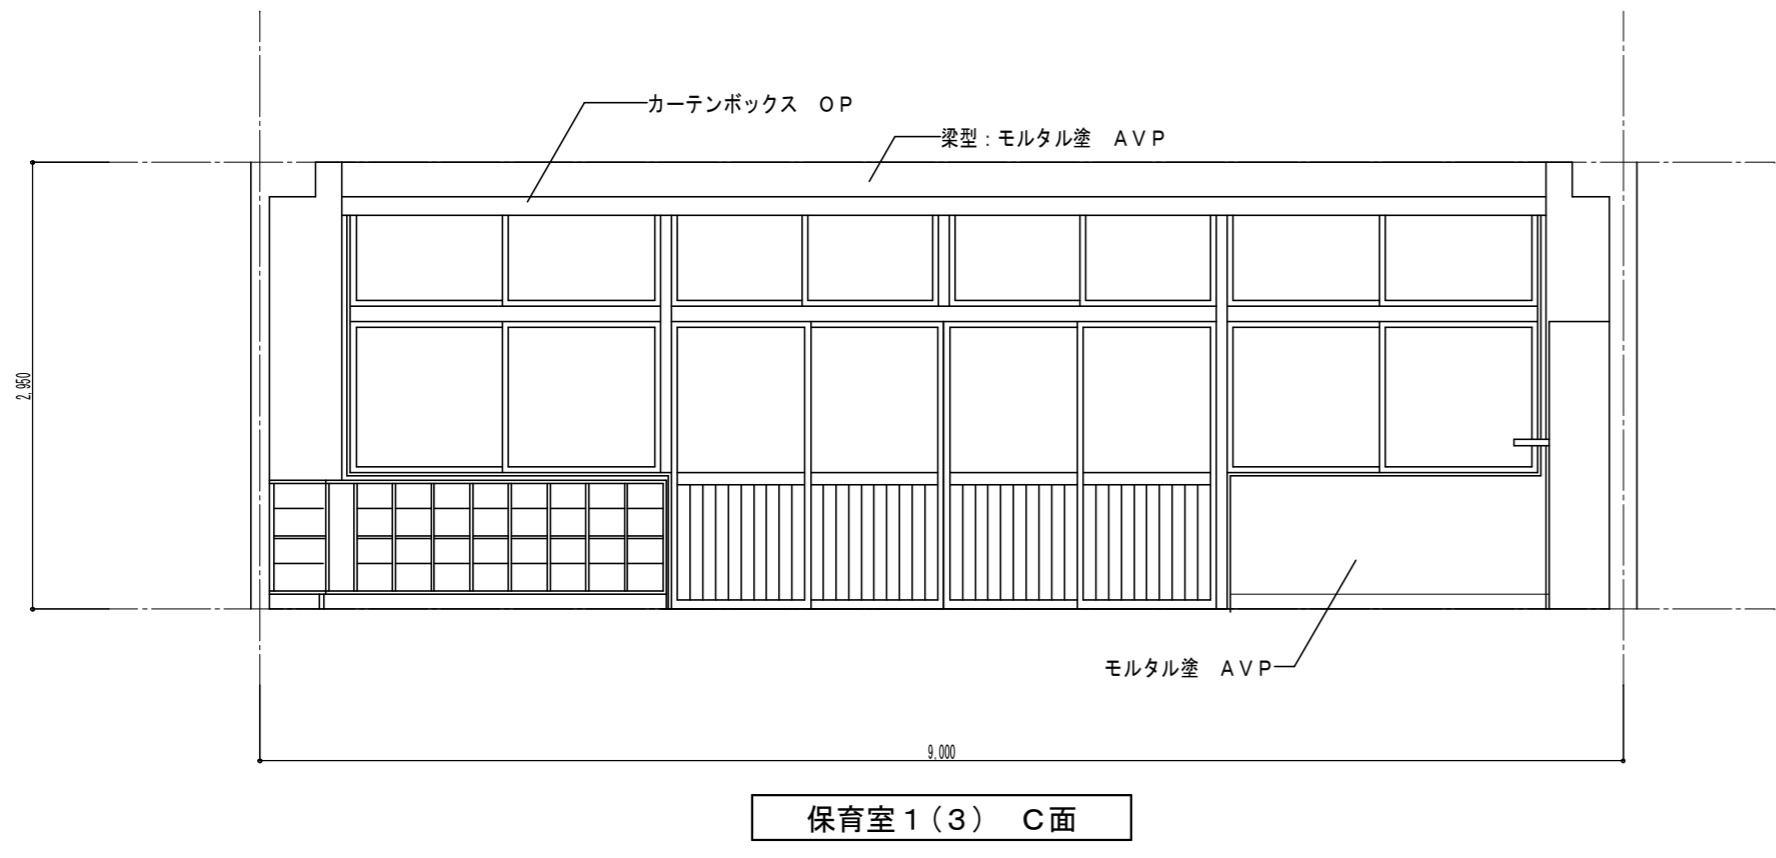 カーテンボックス　ＯＰ
梁型：モルタル塗　ＡＶＰ
2,950
モルタル塗　ＡＶＰ
9,000
保育室１（３）　Ｃ面